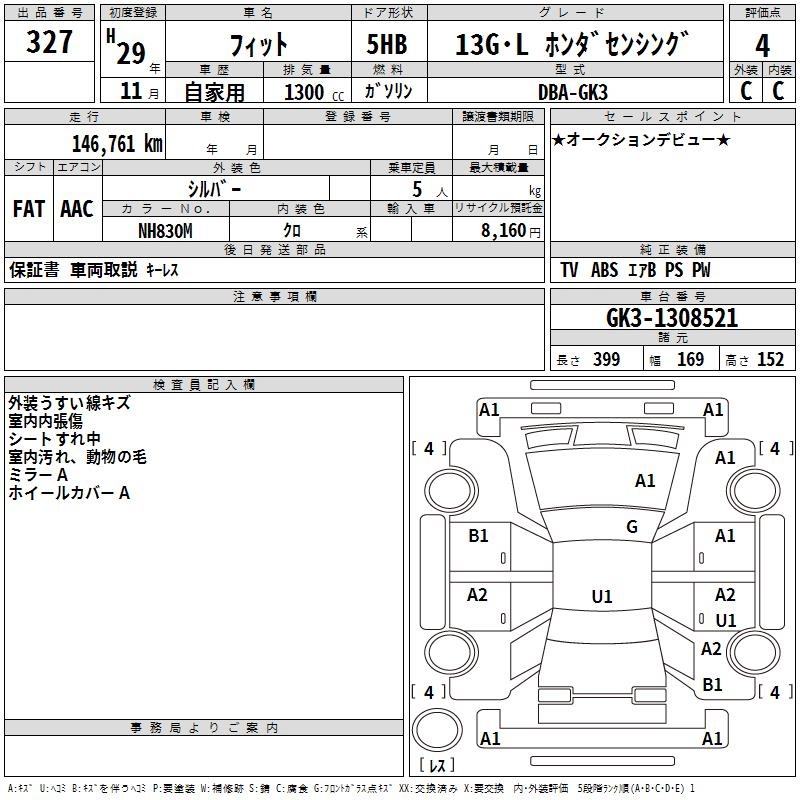 出品番号 初度登録 車名 ドア形状 グレード 評価点
327 H29年 フィット 5HB 13G・L ホンダセンシング 4
車歴 排気量 燃料 型式 外装 内装
11月 自家用 1300 CC ガソリン DBA-GK3 C C
走行 車検 登録番号 譲渡書類期限 セールスポイント
146,761 km 年 月 月 日 ★オークションデビュー★
シフト エアコン 外装色 乗車定員 最大積載量
FAT AAC シルバー 5人 kg
カラーNo. 内装色 輸入車 リサイクル預託金
NH830M クロ 系 8,160円
後日発送部品 純正装備
保証書 車両取説 キーレス TV ABS エアB PS PW
注意事項欄 車台番号
GK3-1308521
諸元
長さ 399 幅 169 高さ 152
検査員記入欄
外装うすい線キズ
室内内張傷
シートすれ中
室内汚れ、動物の毛
ミラーA
ホイールカバーA
A1 A1
[ 4 ] [ 4 ]
A1
A1
G
B1 A1
A2 U1 A2
U1
A2
B1
[ 4 ] [ 4 ]
A1 A1
[ レス ]
事務局よりご案内
A:キズ U:ヘコミ B:キズを伴うヘコミ P:要塗装 W:補修跡 S:錆 C:腐食 G:フロントガラス点キズ XX:交換済み X:要交換 内・外装評価 5段階ランク順(A・B・C・D・E) 1